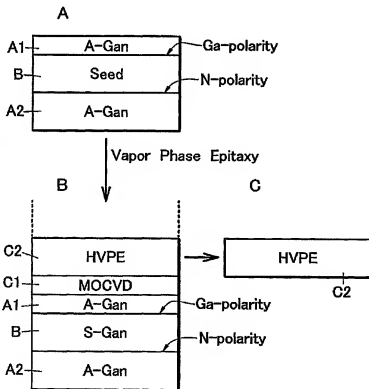 A
A1 A-Gan Ga-polarity
B Seed N-polarity
A2 A-Gan
Vapor Phase Epitaxy
B C
C2 HVPE HVPE
C1 MOCVD C2
A1 A-Gan Ga-polarity
B S-Gan N-polarity
A2 A-Gan